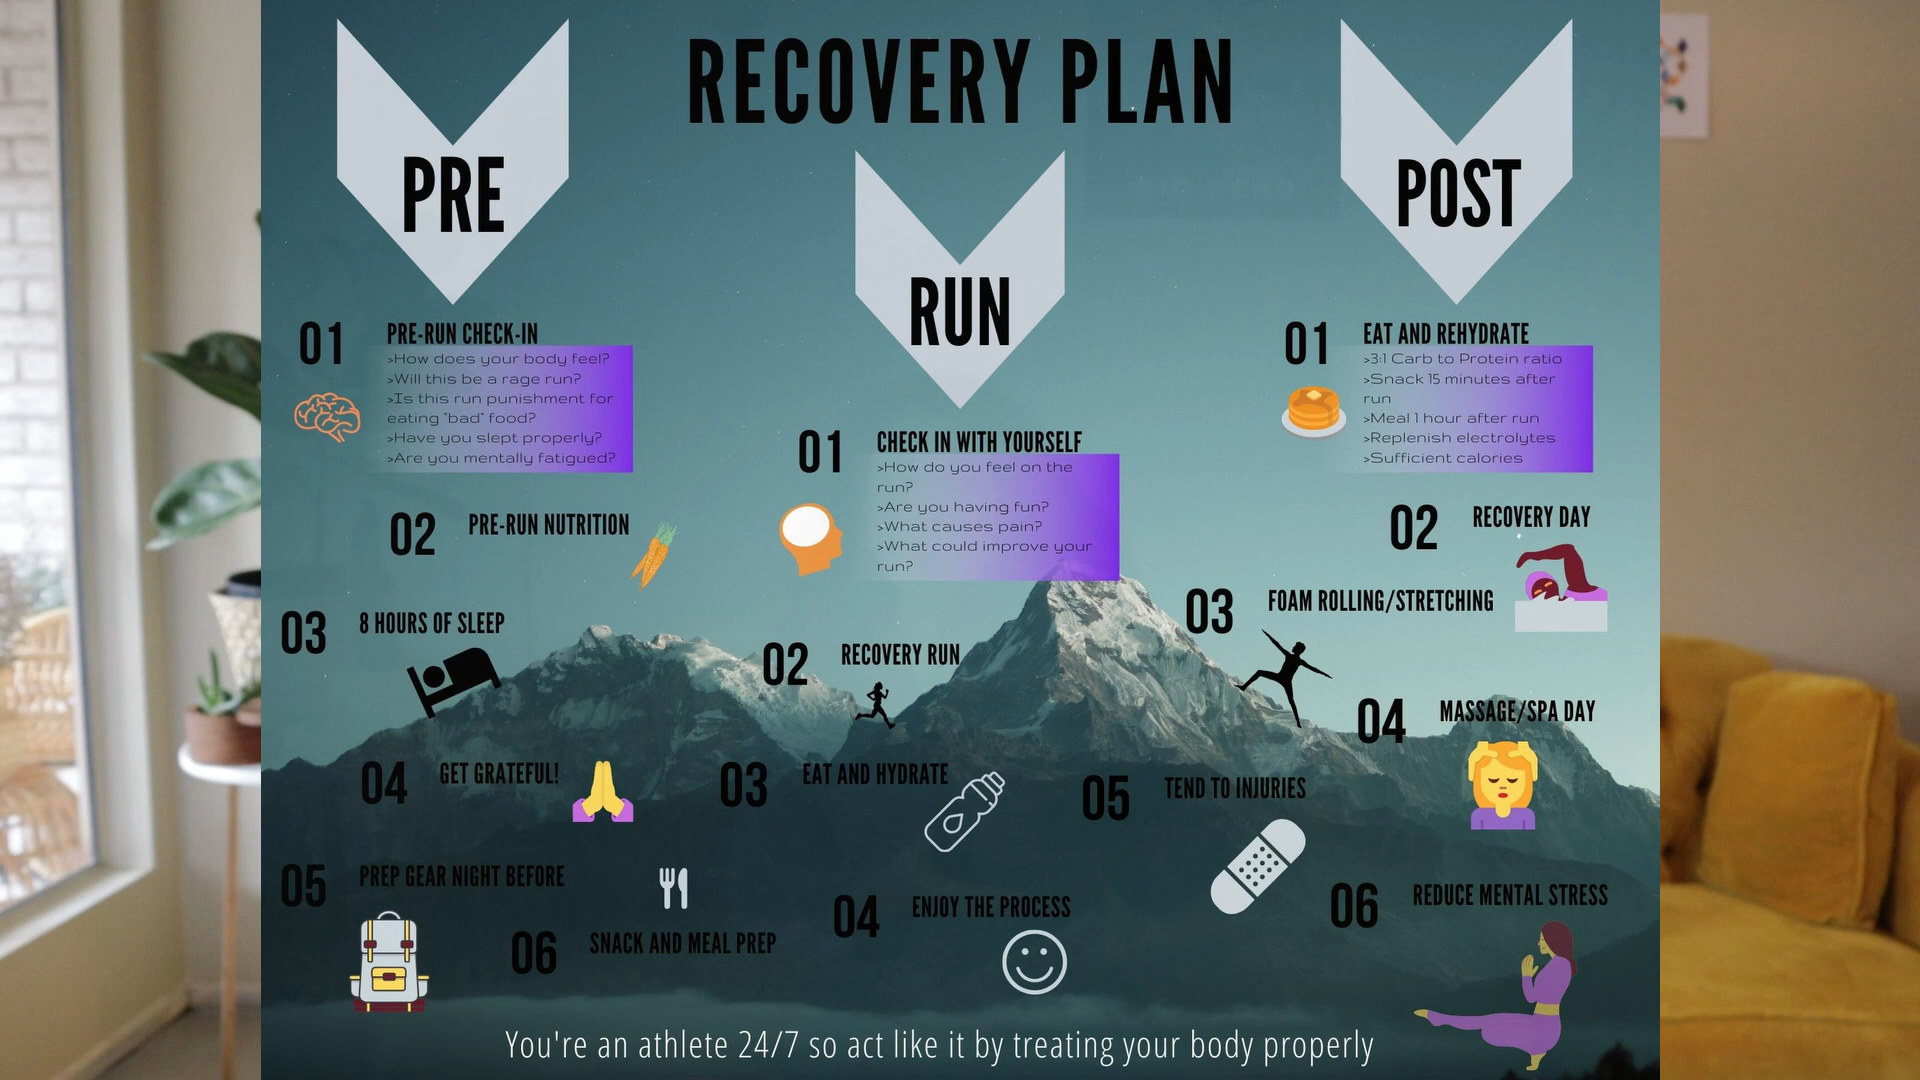 RECOVERY PLAN
PRE
01
PRE-RUN CHECK-IN
>How does your body feel?
>Will this be a rage run?
>Is this run punishment for
eating "bad" food?
>Have you slept properly?
>Are you mentally fatigued?
02
PRE-RUN NUTRITION
03
8 HOURS OF SLEEP
04
GET GRATEFUL!
05
PREP GEAR NIGHT BEFORE
06
SNACK AND MEAL PREP
RUN
01
CHECK IN WITH YOURSELF
>How do you feel on the
run?
>Are you having fun?
>What causes pain?
>What could improve your
run?
02
RECOVERY RUN
03
EAT AND HYDRATE
04
ENJOY THE PROCESS
POST
01
EAT AND REHYDRATE
>3:1 Carb to Protein ratio
>Snack 15 minutes after
run
>Meal 1 hour after run
>Replenish electrolytes
>Sufficient calories
02
RECOVERY DAY
03
FOAM ROLLING/STRETCHING
04
MASSAGE/SPA DAY
05
TEND TO INJURIES
06
REDUCE MENTAL STRESS
You're an athlete 24/7 so act like it by treating your body properly